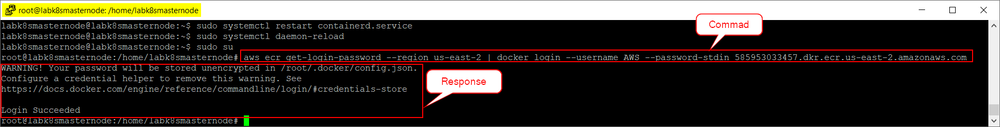 root@labk8smasternode: /home/labk8smasternode
labk8smasternode@labk8smasternode:~$ sudo systemctl restart containerd.service
Commad
labk8smasternode@labk8smasternode:~$ sudo systemctl daemon-reload
labk8smasternode@labk8smasternode:~$ sudo su
root@labk8smasternode:/home/labk8smasternode# aws ecr get-login-password --region us-east-2 | docker login --username AWS --password-stdin 585953033457.dkr.ecr.us-east-2.amazonaws.com
WARNING! Your password will be stored unencrypted in /root/.docker/config.json.
Configure a credential helper to remove this warning. See
Response
https://docs.docker.com/engine/reference/commandline/login/#credentials-store
Login Succeeded
root@labk8smasternode:/home/labk8smasternode#